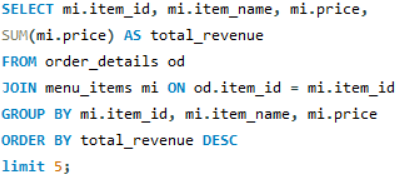 SELECT mi.item_id, mi.item_name, mi.price,
SUM(mi.price) AS total_revenue
FROM order_details od
JOIN menu_items mi ON od.item_id = mi.item_id
GROUP BY mi.item_id, mi.item_name, mi.price
ORDER BY total_revenue DESC
limit 5;